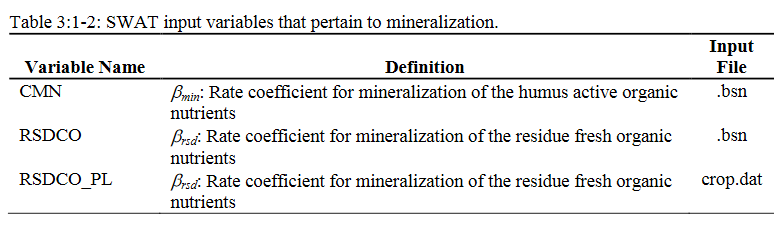 Table 3:1-2: SWAT input variables that pertain to mineralization.
Input
Variable Name Definition File
CMN βmin: Rate coefficient for mineralization of the humus active organic .bsn
nutrients
RSDCO βrsd: Rate coefficient for mineralization of the residue fresh organic .bsn
nutrients
RSDCO_PL βrsd: Rate coefficient for mineralization of the residue fresh organic crop.dat
nutrients